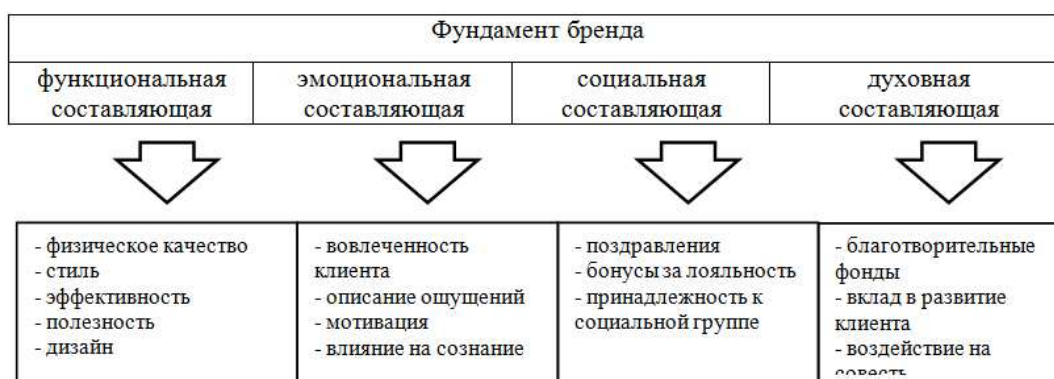 Фундамент бренда
функциональная
составляющая
эмоциональная
составляющая
социальная
составляющая
духовная
составляющая
- физическое качество
- стиль
- эффективность
- полезность
- дизайн
- вовлеченность
клиента
- описание ощущений
- мотивация
- влияние на сознание
- поздравления
- бонусы за лояльность
- принадлежность к
социальной группе
- благотворительные
фонды
- вклад в развитие
клиента
- воздействие на
совесть